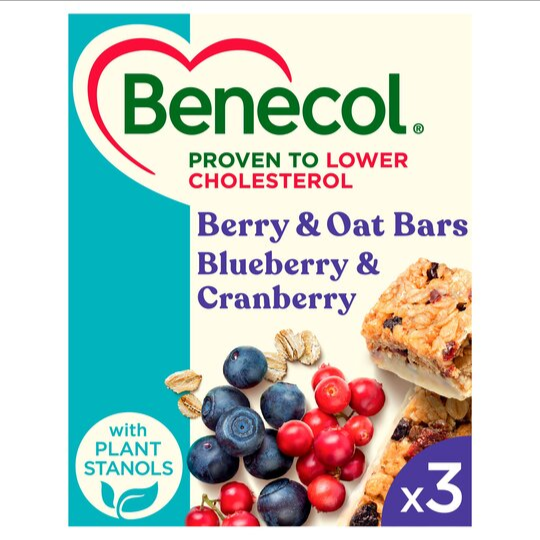 Benecol®
PROVEN TO LOWER
CHOLESTEROL
Berry & Oat Bars
Blueberry &
Cranberry
with
PLANT
STANOLS
x3